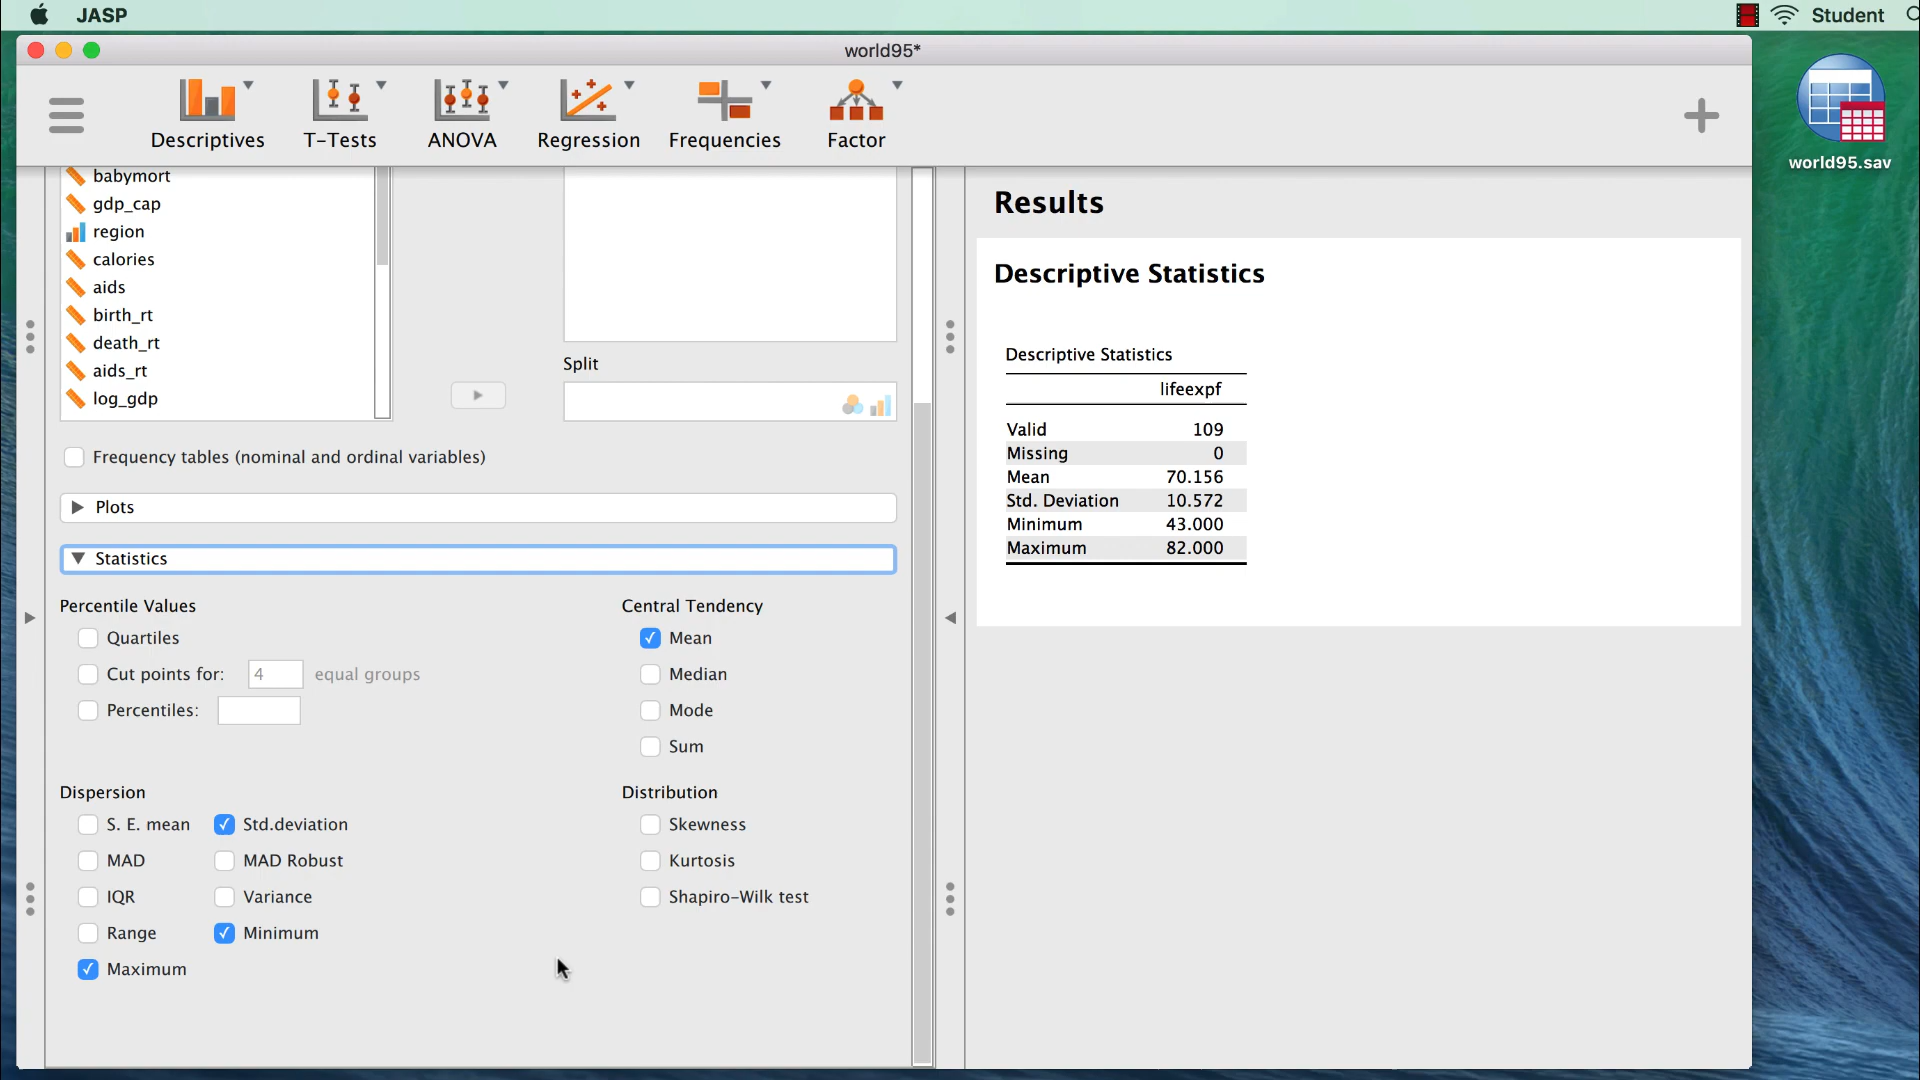 JASP
Student
world95*
Descriptives
T-Tests
ANOVA
Regression
Frequencies
Factor
world95.sav
babymort
gdp_cap
region
calories
aids
birth_rt
death_rt
aids_rt
log_gdp
Split
Frequency tables (nominal and ordinal variables)
Plots
Statistics
Percentile Values
Quartiles
Cut points for: 4 equal groups
Percentiles:
Central Tendency
Mean
Median
Mode
Sum
Dispersion
S. E. mean
Std.deviation
MAD
MAD Robust
IQR
Variance
Range
Minimum
Maximum
Distribution
Skewness
Kurtosis
Shapiro-Wilk test
Results
Descriptive Statistics
Descriptive Statistics
lifeexpf
Valid 109
Missing 0
Mean 70.156
Std. Deviation 10.572
Minimum 43.000
Maximum 82.000